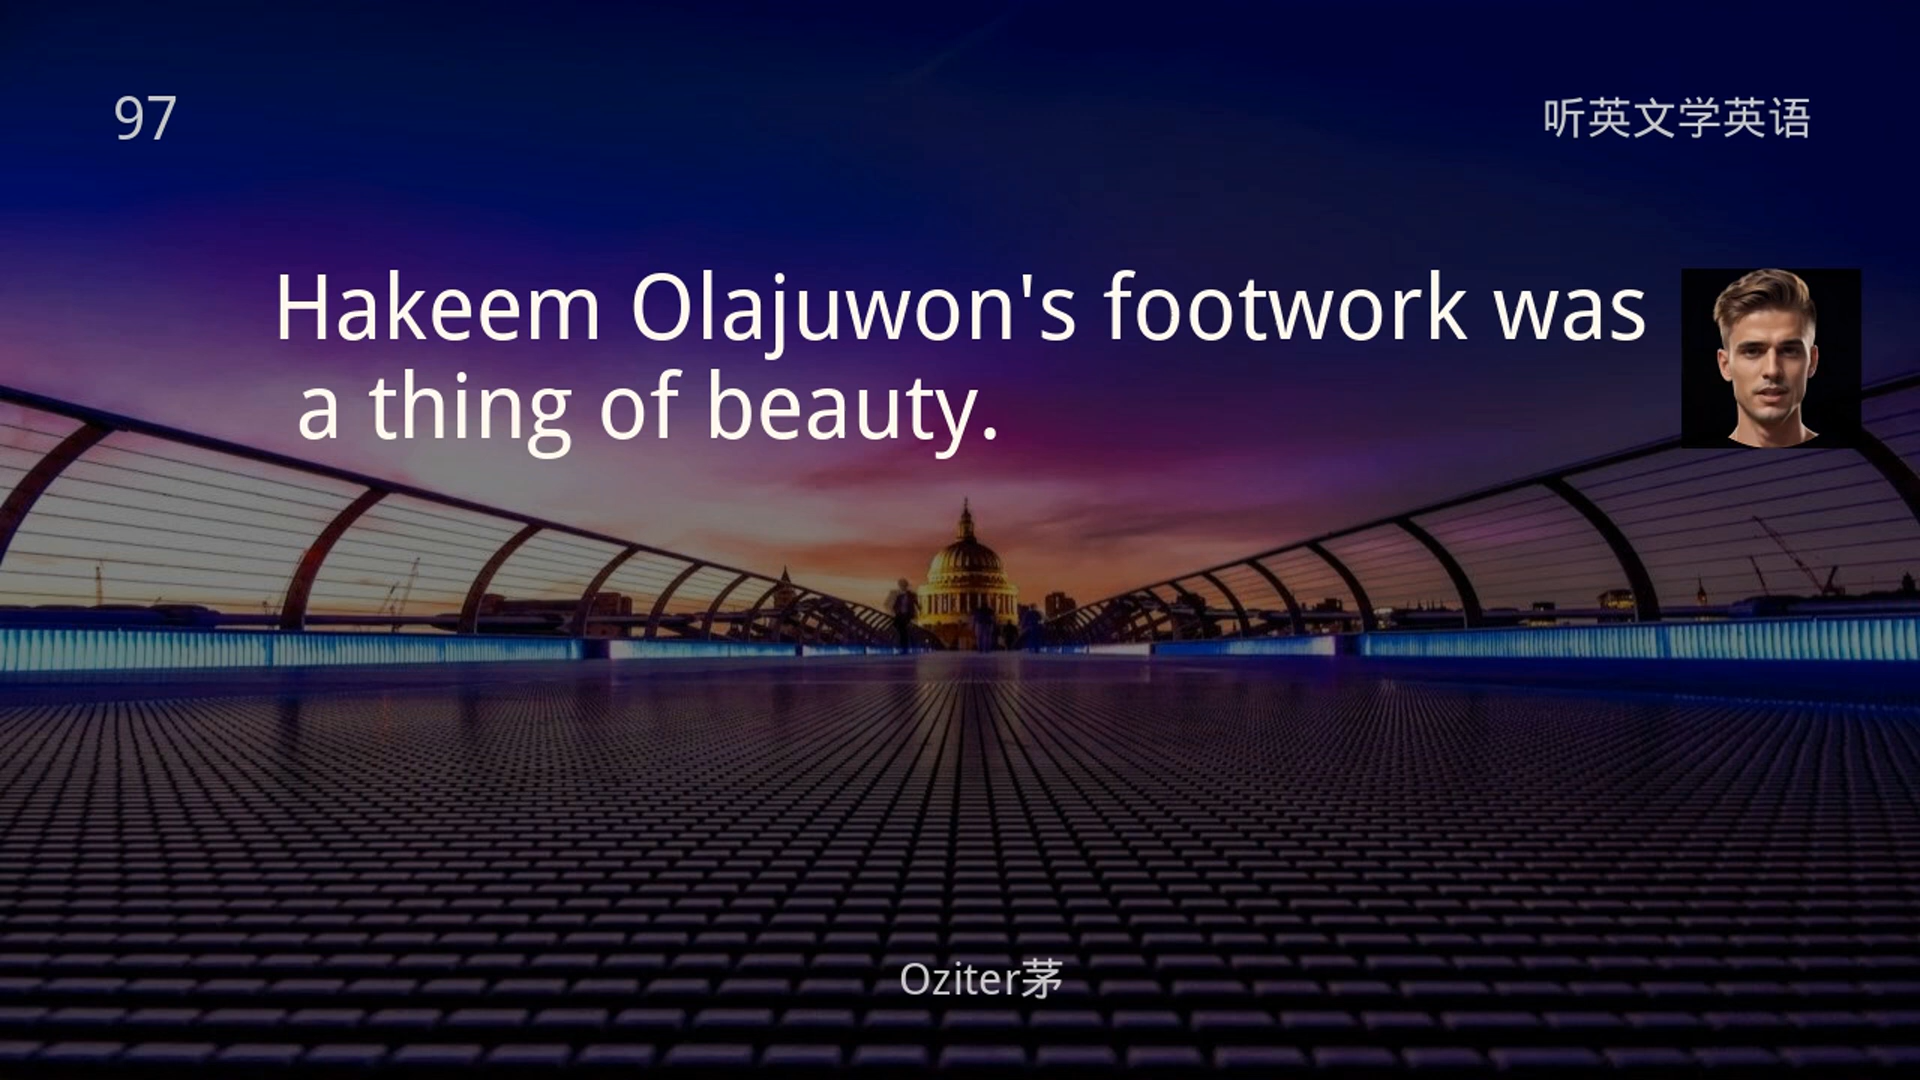 97
听英文学英语
Hakeem Olajuwon's footwork was
a thing of beauty.
Oziter茅